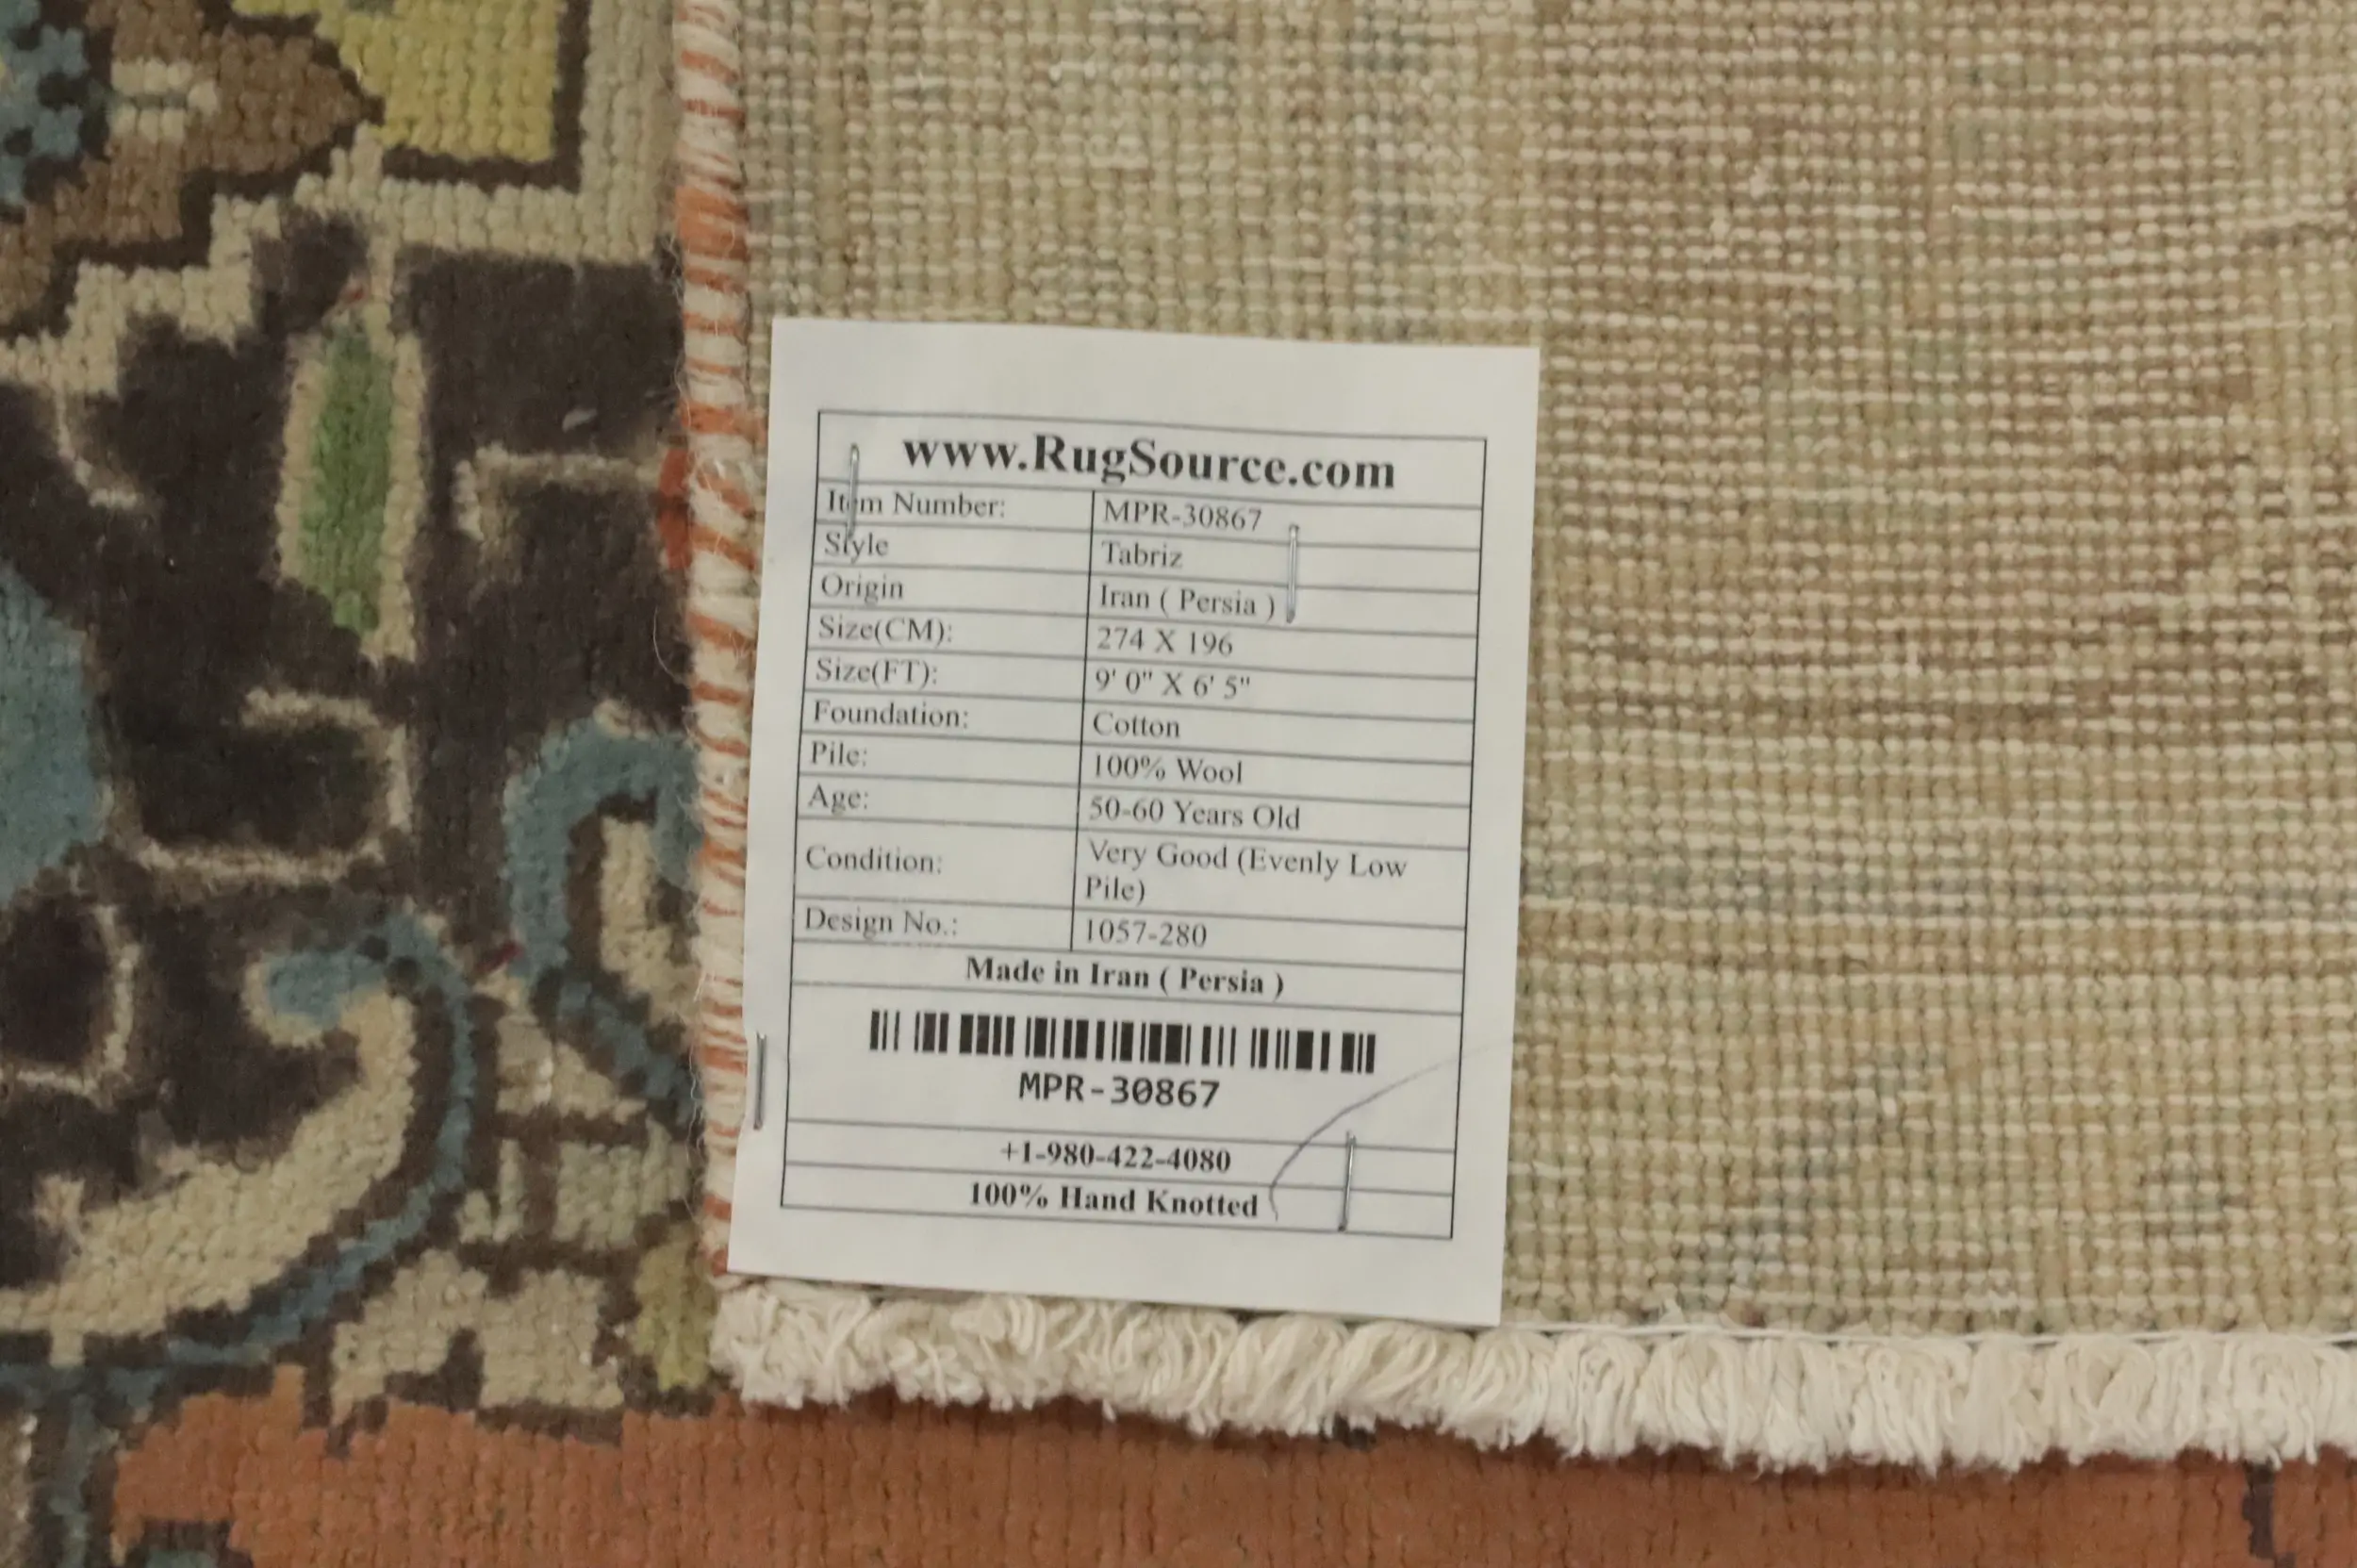 www.RugSource.com
Item Number: MPR-30867
Style Tabriz
Origin Iran ( Persia )
Size(CM): 274 X 196
Size(FT): 9' 0" X 6' 5"
Foundation: Cotton
Pile: 100% Wool
Age: 50-60 Years Old
Condition: Very Good (Evenly Low
Pile)
Design No.: 1057-280
Made in Iran ( Persia )
MPR-30867
+1-980-422-4080
100% Hand Knotted